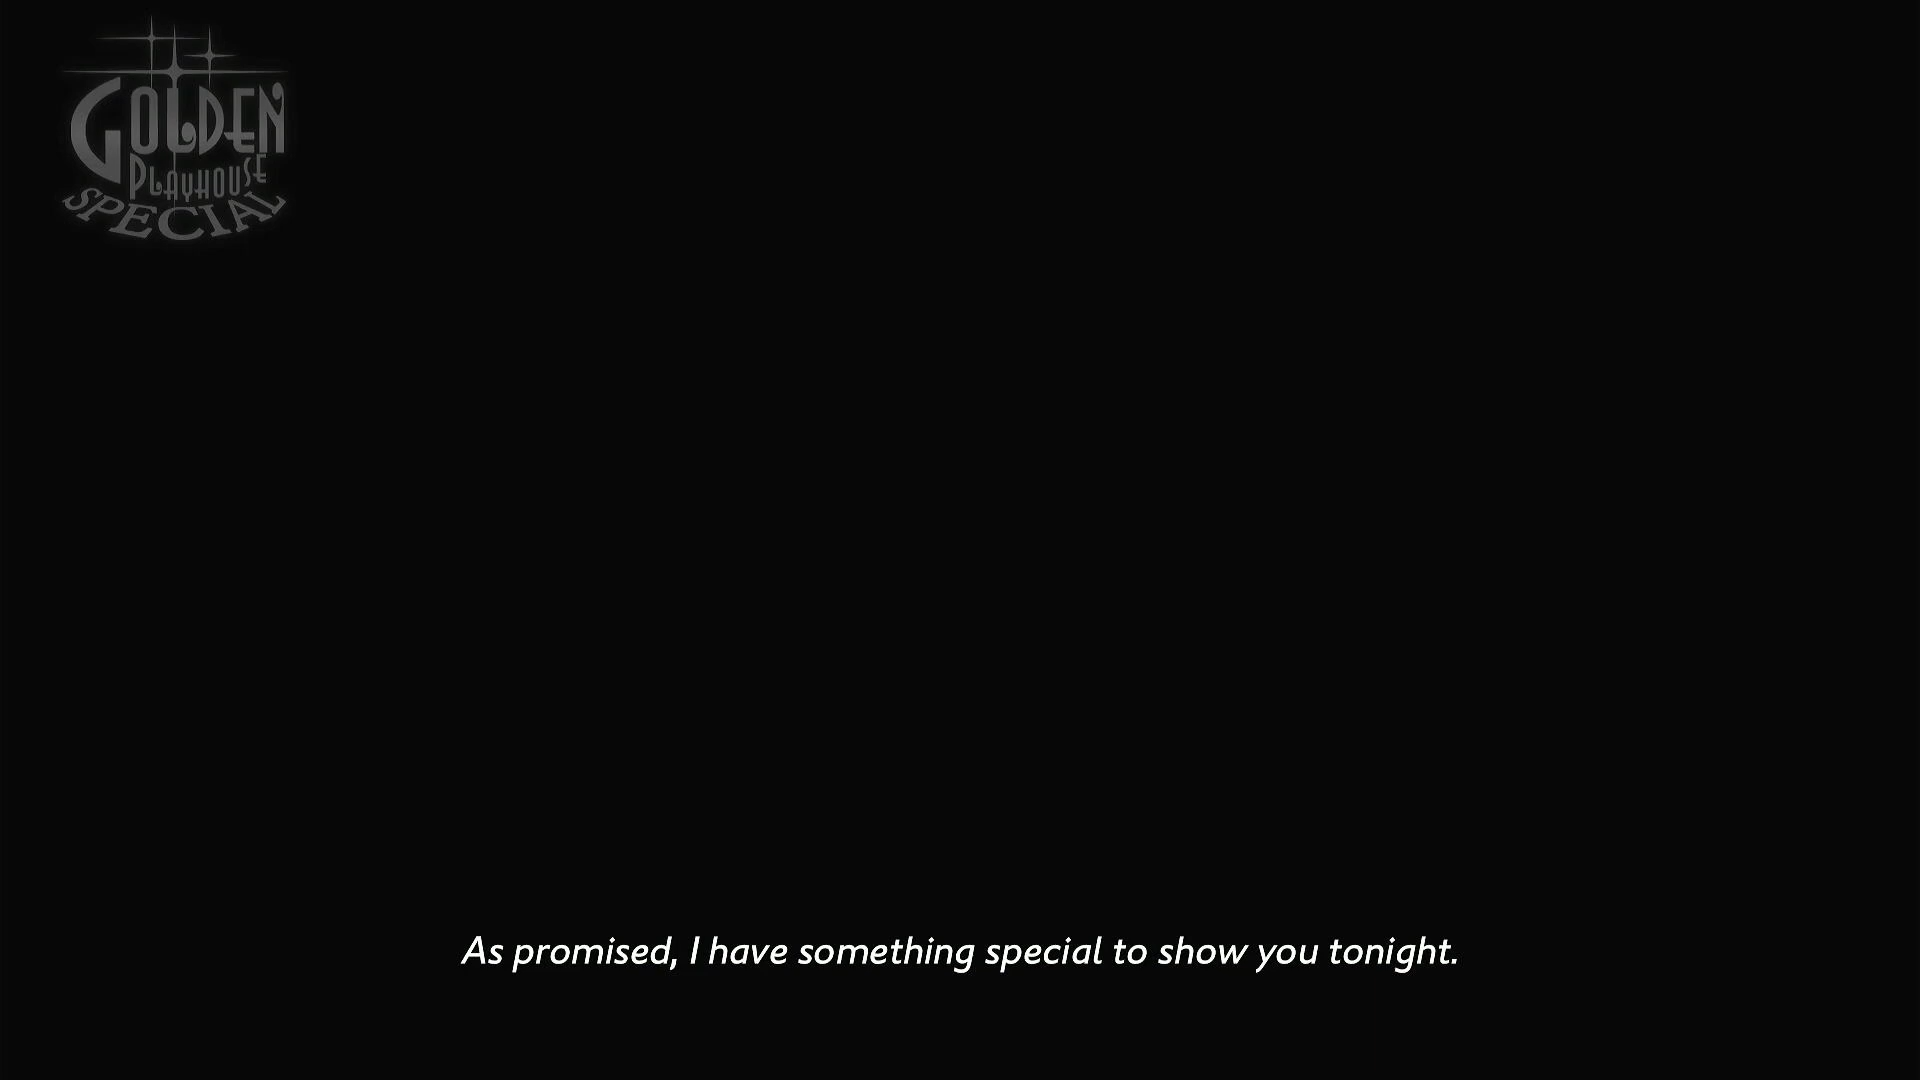 GOLDEN
PLAYHOUSE
SPECIAL
As promised, I have something special to show you tonight.